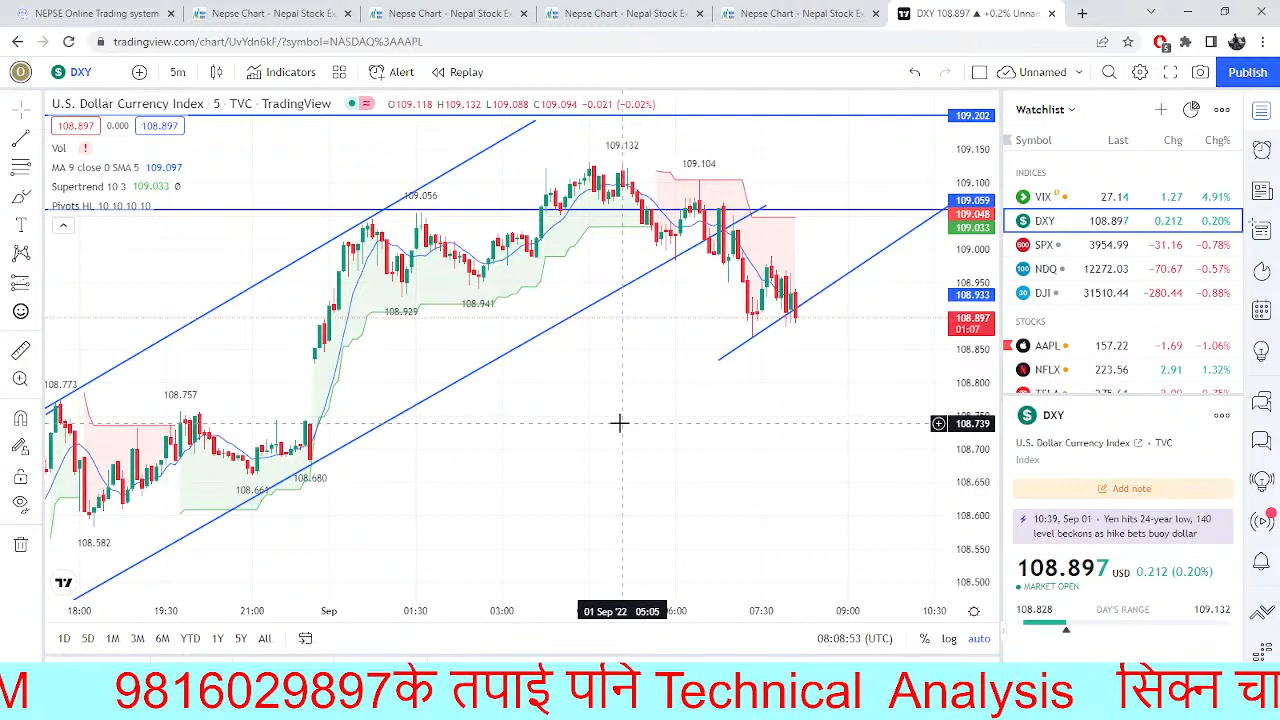 NEPSE Online Trading system
Nepse Chart - Nepal Stock Ex
Nepse Chart - Nepal Stock Ex
Nepse Chart - Nepal Stock Ex
Nepse Chart - Nepal Stock Ex
DXY 108.897 ▲ +0.2% Unnan
tradingview.com/chart/UvYdn6kF/?symbol=NASDAQ%3AAAPL
5
O
DXY
5m
Indicators
Alert
Replay
Unnamed
Publish
U.S. Dollar Currency Index · 5 · TVC · TradingView
O109.118 H109.132 L109.088 C109.094 -0.021 (-0.02%)
108.897 0.000 108.897
Vol
MA 9 close 0 SMA 5 109.097
Supertrend 10 3 109.033 Ø
Pivots HL 10 10 10 10
109.132
109.104
109.056
108.929
108.941
108.773
108.757
108.661
108.680
108.582
109.202
109.150
109.100
109.059
109.048
109.033
109.000
108.950
108.933
108.897
01:07
108.850
108.800
108.739
108.700
108.650
108.600
108.550
108.500
18:00 19:30 21:00 Sep 01:30 03:00 01 Sep '22 05:05 6:00 07:30 09:00 10:30
1D 5D 1M 3M 6M YTD 1Y 5Y All
08:08:53 (UTC) % log auto
Watchlist
Symbol Last Chg Chg%
INDICES
VIX D 27.14 1.27 4.91%
DXY 108.897 0.212 0.20%
SPX 3954.99 -31.16 -0.78%
NDQ 12272.03 -70.67 -0.57%
DJI 31510.44 -280.44 -0.88%
STOCKS
AAPL 157.22 -1.69 -1.06%
NFLX 223.56 2.91 1.32%
DXY
U.S. Dollar Currency Index · TVC
Index
Add note
10:39, Sep 01 · Yen hits 24-year low, 140
level beckons as hike bets buoy dollar
108.897 USD 0.212 (0.20%)
MARKET OPEN
DAY'S RANGE 109.132
M 9816029897के तपाई पनि Technical Analysis सिक्न चा